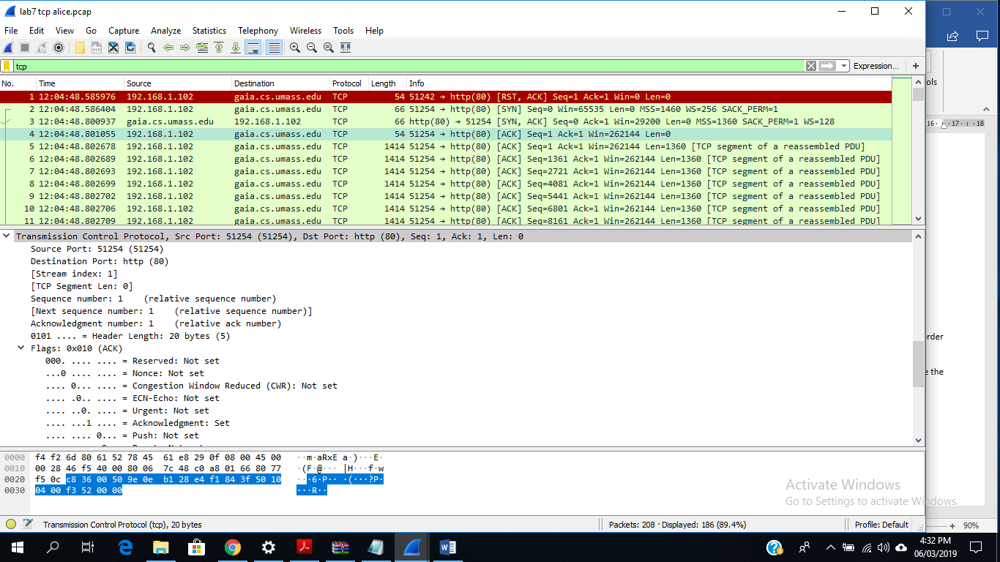 lab7 tcp alice.pcap
File Edit View Go Capture Analyze Statistics Telephony Wireless Tools Help
tcp Expression... +
No. Time Source Destination Protocol Length Info
1 12:04:48.585976 192.168.1.102 gaia.cs.umass.edu TCP 54 51242 → http(80) [RST, ACK] Seq=1 Ack=1 Win=0 Len=0
2 12:04:48.586404 192.168.1.102 gaia.cs.umass.edu TCP 66 51254 → http(80) [SYN] Seq=0 Win=65535 Len=0 MSS=1460 WS=256 SACK_PERM=1
3 12:04:48.800937 gaia.cs.umass.edu 192.168.1.102 TCP 66 http(80) → 51254 [SYN, ACK] Seq=0 Ack=1 Win=29200 Len=0 MSS=1360 SACK_PERM=1 WS=128
4 12:04:48.801055 192.168.1.102 gaia.cs.umass.edu TCP 54 51254 → http(80) [ACK] Seq=1 Ack=1 Win=262144 Len=0
5 12:04:48.802678 192.168.1.102 gaia.cs.umass.edu TCP 1414 51254 → http(80) [ACK] Seq=1 Ack=1 Win=262144 Len=1360 [TCP segment of a reassembled PDU]
6 12:04:48.802689 192.168.1.102 gaia.cs.umass.edu TCP 1414 51254 → http(80) [ACK] Seq=1361 Ack=1 Win=262144 Len=1360 [TCP segment of a reassembled PDU]
7 12:04:48.802693 192.168.1.102 gaia.cs.umass.edu TCP 1414 51254 → http(80) [ACK] Seq=2721 Ack=1 Win=262144 Len=1360 [TCP segment of a reassembled PDU]
8 12:04:48.802699 192.168.1.102 gaia.cs.umass.edu TCP 1414 51254 → http(80) [ACK] Seq=4081 Ack=1 Win=262144 Len=1360 [TCP segment of a reassembled PDU]
9 12:04:48.802702 192.168.1.102 gaia.cs.umass.edu TCP 1414 51254 → http(80) [ACK] Seq=5441 Ack=1 Win=262144 Len=1360 [TCP segment of a reassembled PDU]
10 12:04:48.802706 192.168.1.102 gaia.cs.umass.edu TCP 1414 51254 → http(80) [ACK] Seq=6801 Ack=1 Win=262144 Len=1360 [TCP segment of a reassembled PDU]
11 12:04:48.802709 192.168.1.102 gaia.cs.umass.edu TCP 1414 51254 → http(80) [ACK] Seq=8161 Ack=1 Win=262144 Len=1360 [TCP segment of a reassembled PDU]
Transmission Control Protocol, Src Port: 51254 (51254), Dst Port: http (80), Seq: 1, Ack: 1, Len: 0
Source Port: 51254 (51254)
Destination Port: http (80)
[Stream index: 1]
[TCP Segment Len: 0]
Sequence number: 1 (relative sequence number)
[Next sequence number: 1 (relative sequence number)]
Acknowledgment number: 1 (relative ack number)
0101 .... = Header Length: 20 bytes (5)
Flags: 0x010 (ACK)
000. .... .... = Reserved: Not set
...0 .... .... = Nonce: Not set
.... 0... .... = Congestion Window Reduced (CWR): Not set
.... .0.. .... = ECN-Echo: Not set
.... ..0. .... = Urgent: Not set
.... ...1 .... = Acknowledgment: Set
.... .... 0... = Push: Not set
0000 f4 f2 6d 80 61 52 78 45 61 e8 29 0f 08 00 45 00 ··m·aRxE a·)···E·
0010 00 28 46 f5 40 00 80 06 7c 48 c0 a8 01 66 80 77 ·(F·@··· |H···f·w
0020 f5 0c c8 36 00 50 9e 0e b1 28 e4 f1 84 3f 50 10 ···6·P·· ·(···?P·
0030 04 00 f3 52 00 00 ···R··
Transmission Control Protocol (tcp), 20 bytes Packets: 208 · Displayed: 186 (89.4%) Profile: Default
ols
16 17 18
rder
e the
Activate Windows
Go to Settings to activate Windows.
90%
4:32 PM
06/03/2019